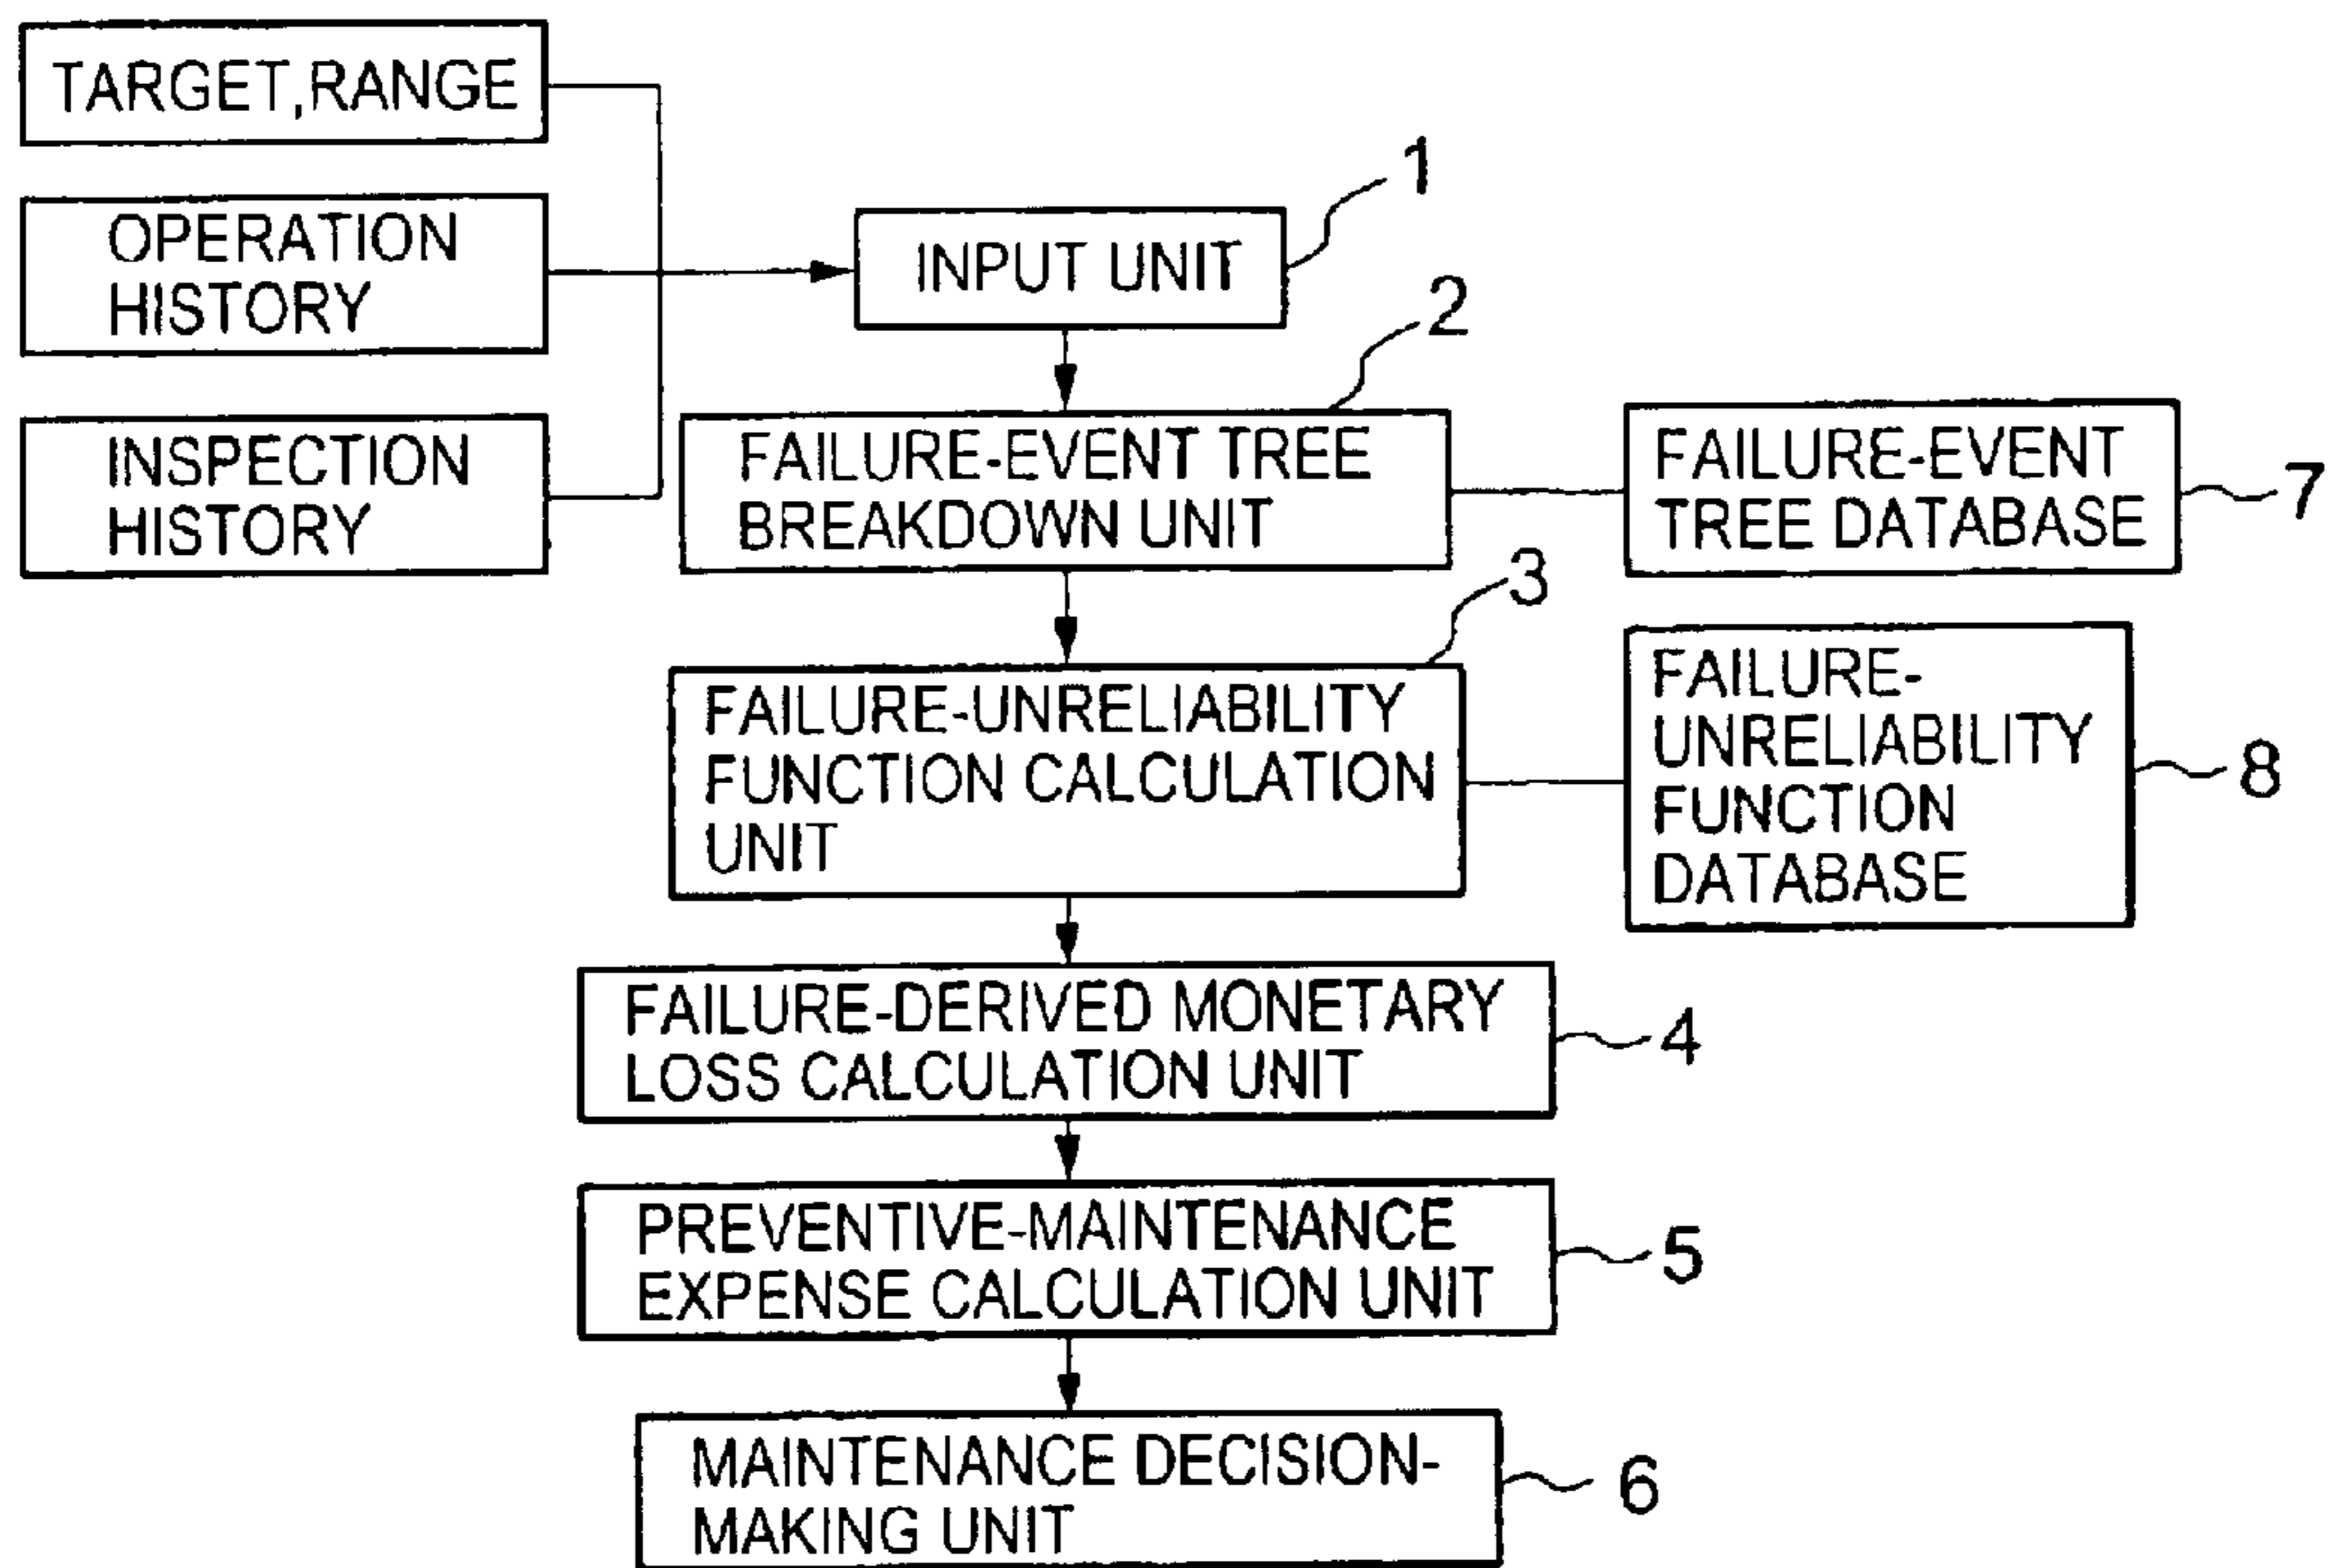 TARGET,RANGE
OPERATION
HISTORY
INSPECTION
HISTORY
INPUT UNIT
1
FAILURE-EVENT TREE
BREAKDOWN UNIT
2
FAILURE-EVENT
TREE DATABASE
7
FAILURE-UNRELIABILITY
FUNCTION CALCULATION
UNIT
3
FAILURE-
UNRELIABILITY
FUNCTION
DATABASE
8
FAILURE-DERIVED MONETARY
LOSS CALCULATION UNIT
4
PREVENTIVE-MAINTENANCE
EXPENSE CALCULATION UNIT
5
MAINTENANCE DECISION-
MAKING UNIT
6